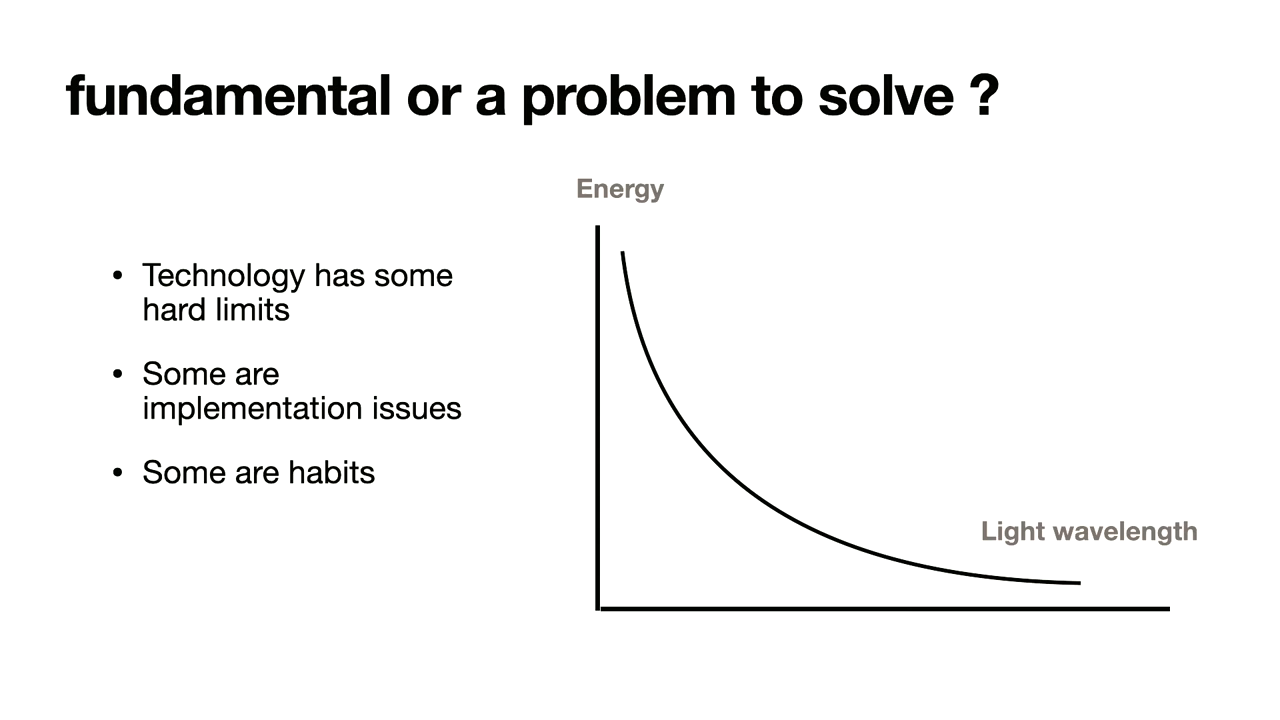 fundamental or a problem to solve ?
• Technology has some
hard limits
• Some are
implementation issues
• Some are habits
Energy
Light wavelength